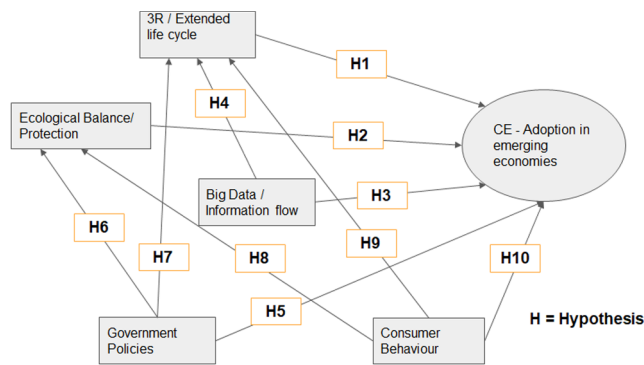 3R / Extended
life cycle
H1
H4
Ecological Balance/
Protection
H2
CE - Adoption in
emerging
economies
Big Data /
Information flow
H3
H6
H7
H8
H9
H10
H5
Government
Policies
Consumer
Behaviour
H = Hypothesis